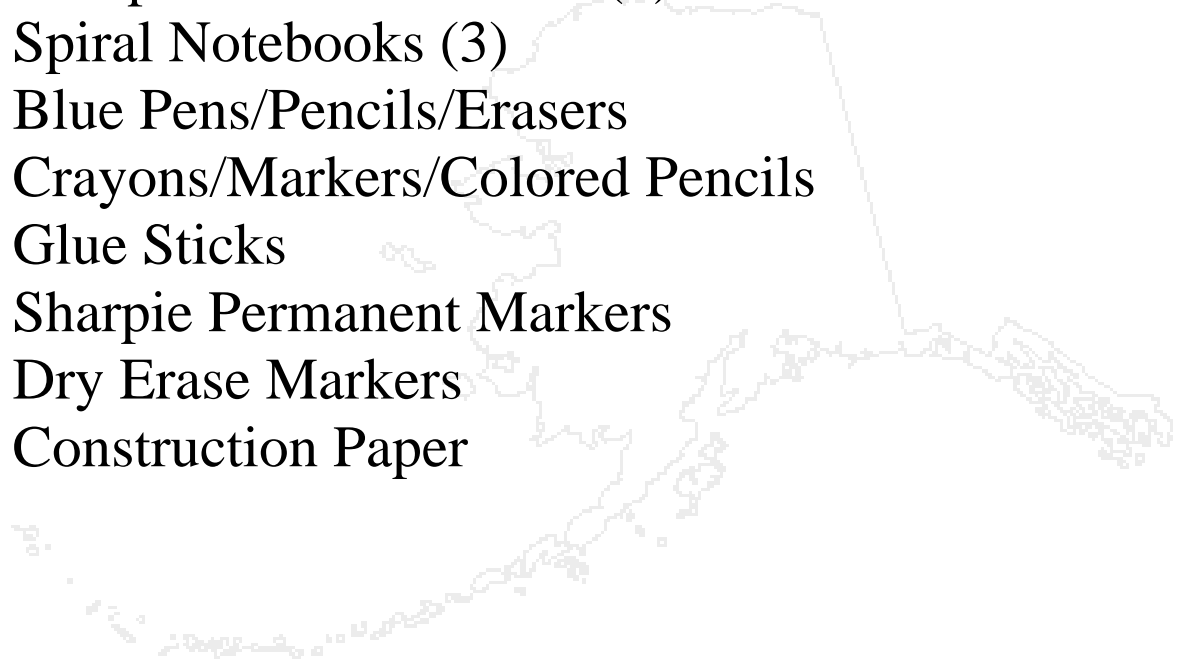 Spiral Notebooks (3)
Blue Pens/Pencils/Erasers
Crayons/Markers/Colored Pencils
Glue Sticks
Sharpie Permanent Markers
Dry Erase Markers
Construction Paper